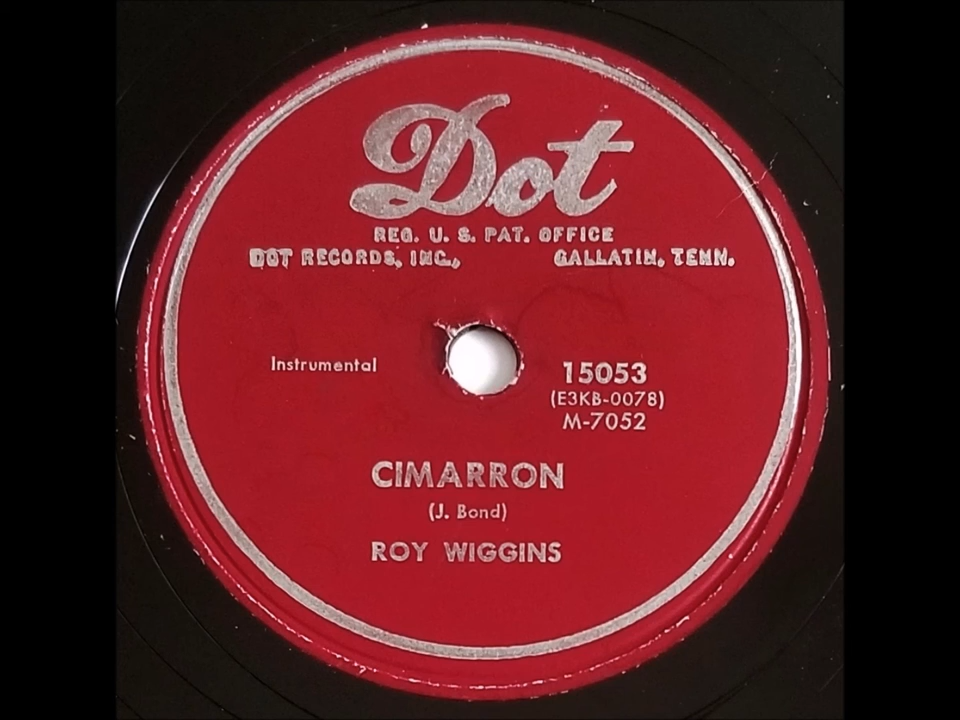 Dot
REG. U. S. PAT. OFFICE
DOT RECORDS, INC., GALLATIN, TENN.
Instrumental
15053
(E3KB-0078)
M-7052
CIMARRON
(J. Bond)
ROY WIGGINS